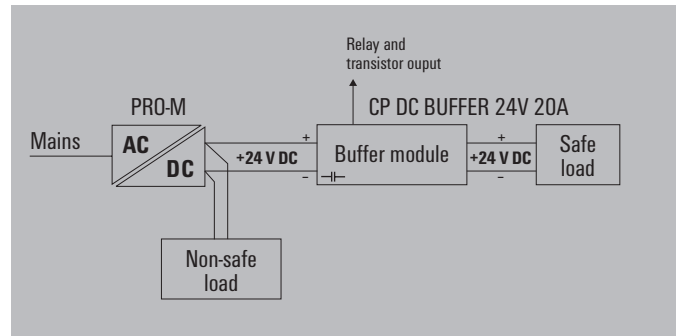 Relay and
transistor ouput
PRO-M
CP DC BUFFER 24V 20A
Mains
AC
DC
+
+24 V DC
–
Buffer module
+
+24 V DC
–
Safe
load
Non-safe
load